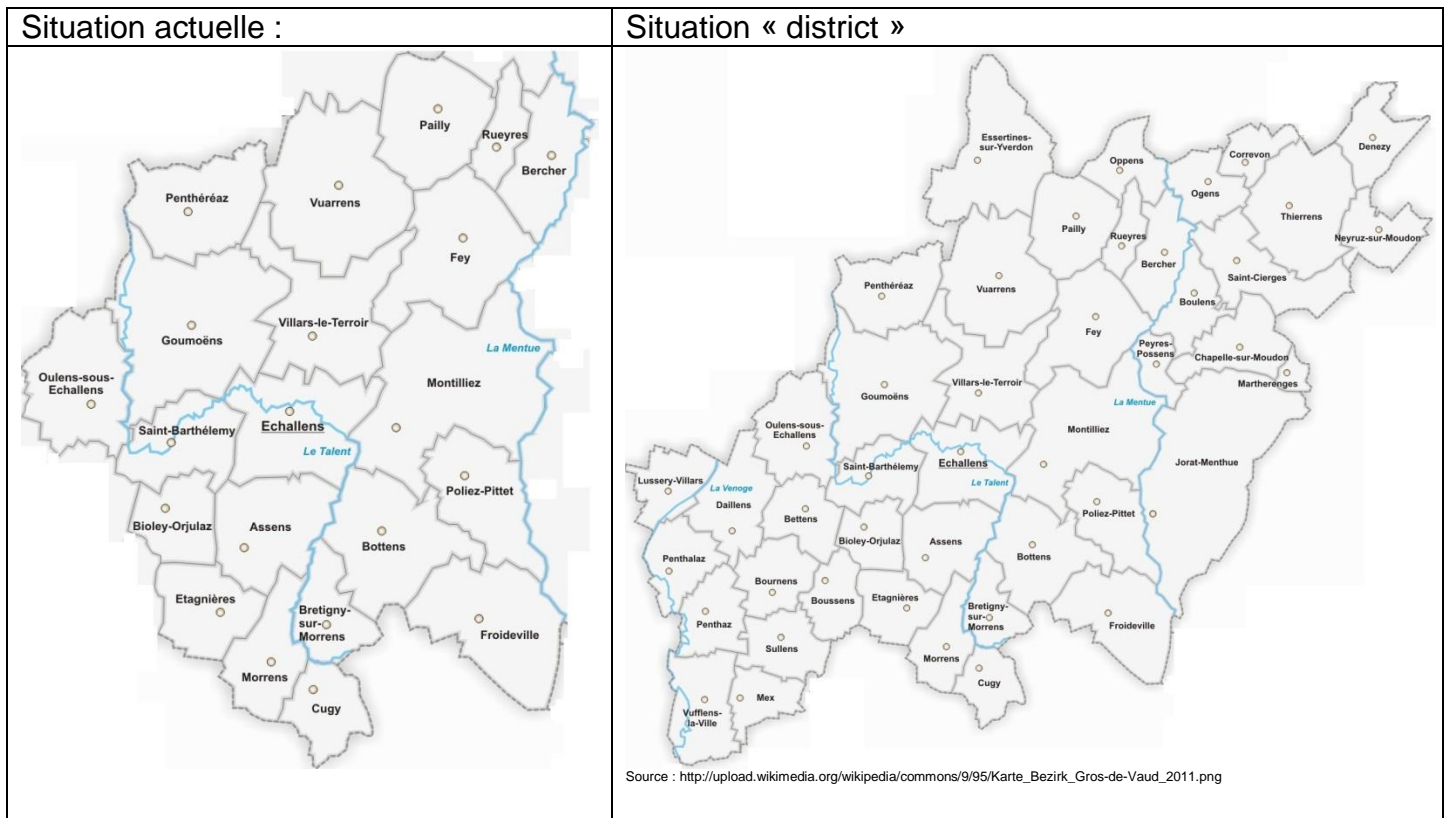 Situation actuelle :
Situation « district »
Pailly
Rueyres
Bercher
Penthéréaz
Vuarrens
Fey
Goumoëns
Villars-le-Terroir
La Mentue
Oulens-sous-
Echallens
Montilliez
Saint-Barthélemy
Echallens
Le Talent
Poliez-Pittet
Bioley-Orjulaz
Assens
Bottens
Etagnières
Bretigny-
sur-
Morrens
Froideville
Morrens
Cugy
Essertines-
sur-Yverdon
Oppens
Correvon
Denezy
Ogens
Thierrens
Pailly
Rueyres
Neyruz-sur-Moudon
Bercher
Saint-Cierges
Penthéréaz
Vuarrens
Boulens
Fey
Peyres-
Possens
Chapelle-sur-Moudon
Villars-le-Terroir
Martherenges
Goumoëns
La Mentue
Oulens-sous-
Echallens
Montilliez
Saint-Barthélemy
Echallens
Jorat-Menthue
Lussery-Villars
La Venoge
Le Talent
Daillens
Bettens
Poliez-Pittet
Bioley-Orjulaz
Assens
Penthalaz
Bottens
Bournens
Boussens
Etagnières
Bretigny-
sur-
Morrens
Penthaz
Froideville
Sullens
Morrens
Cugy
Mex
Vufflens-
la-Ville
Source : http://upload.wikimedia.org/wikipedia/commons/9/95/Karte_Bezirk_Gros-de-Vaud_2011.png